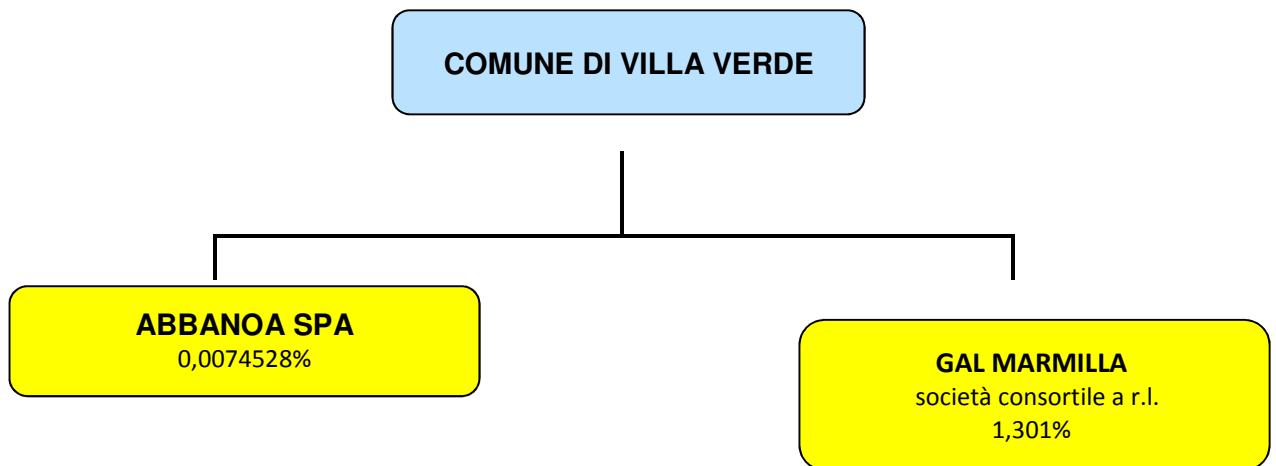 COMUNE DI VILLA VERDE
ABBANOA SPA
0,0074528%
GAL MARMILLA
società consortile a r.l.
1,301%